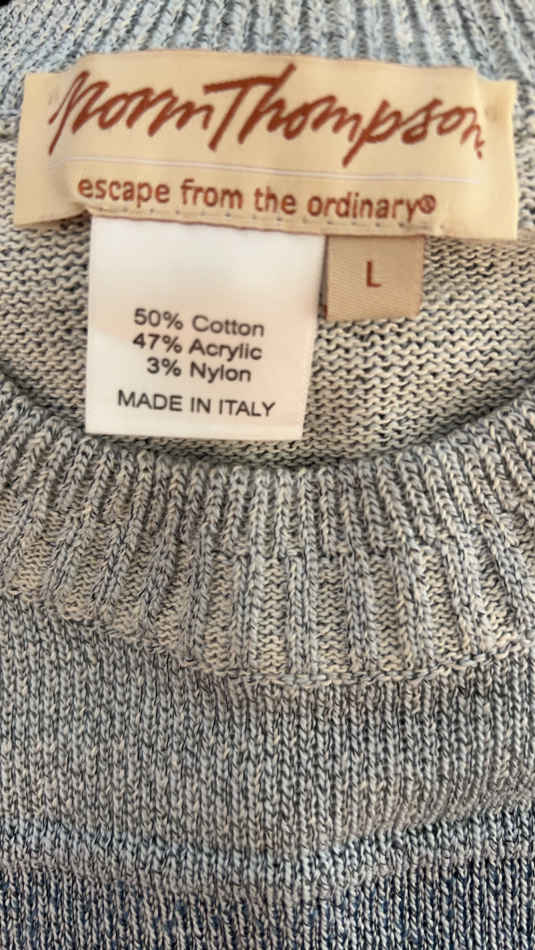 Norm Thompson
escape from the ordinary®
L
50% Cotton
47% Acrylic
3% Nylon
MADE IN ITALY